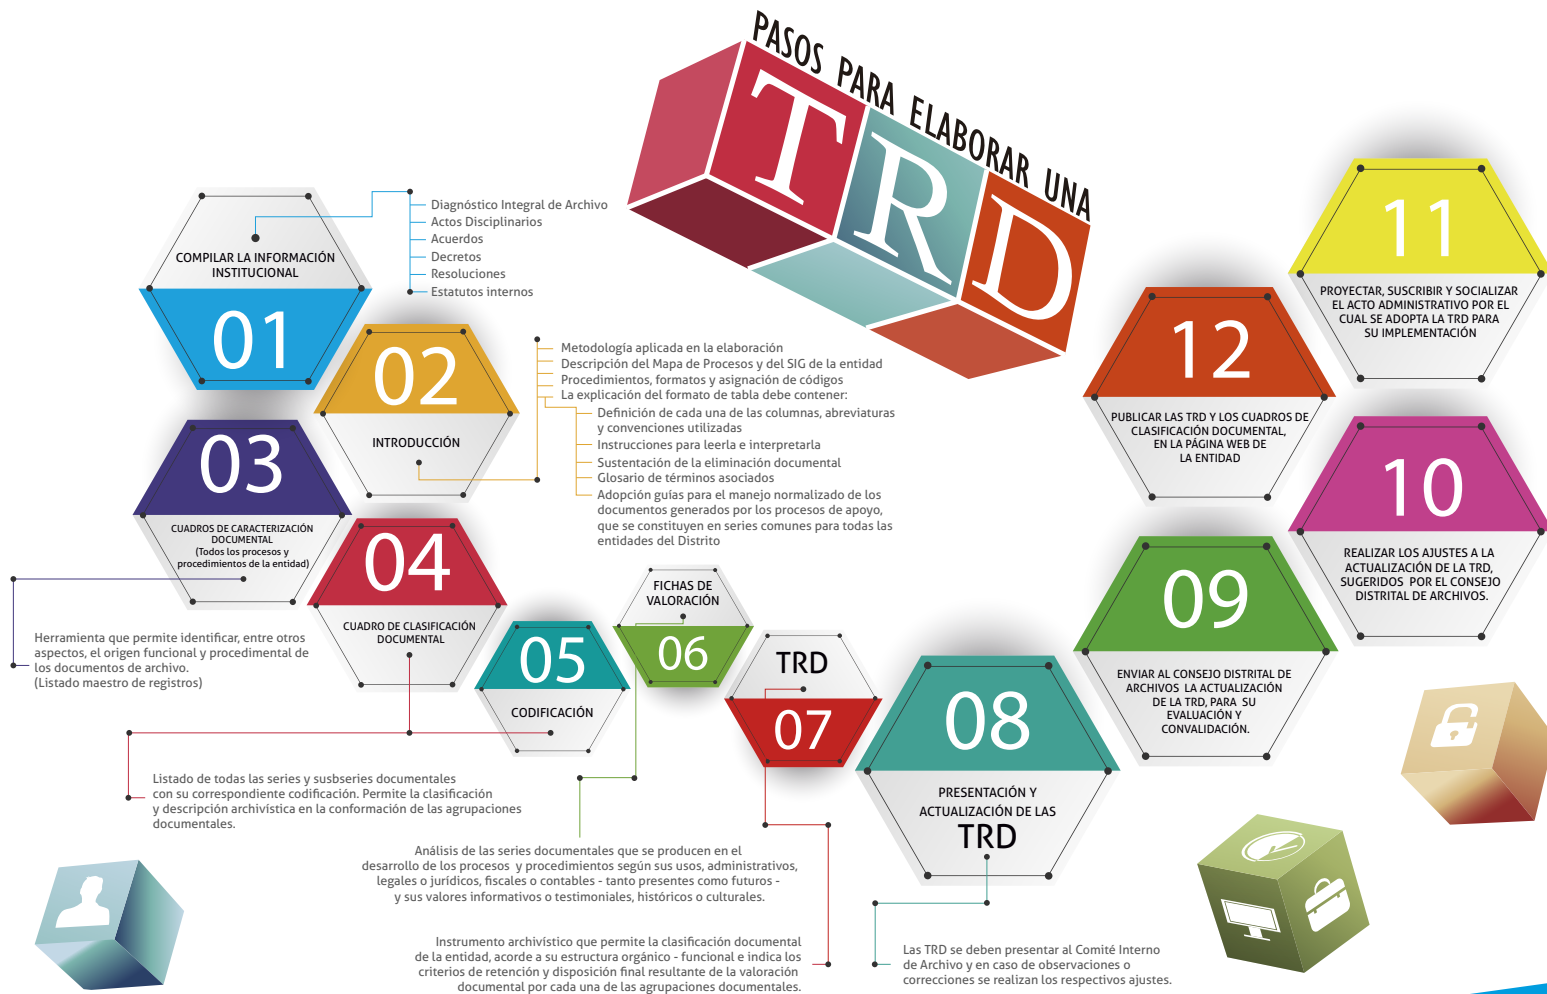 PASOS PARA ELABORAR UNA
TRD
COMPILAR LA INFORMACIÓN
INSTITUCIONAL
01
Diagnóstico Integral de Archivo
Actos Disciplinarios
Acuerdos
Decretos
Resoluciones
Estatutos internos
02
INTRODUCCIÓN
Metodología aplicada en la elaboración
Descripción del Mapa de Procesos y del SIG de la entidad
Procedimientos, formatos y asignación de códigos
La explicación del formato de tabla debe contener:
Definición de cada una de las columnas, abreviaturas
y convenciones utilizadas
Instrucciones para leerla e interpretarla
Sustentación de la eliminación documental
Glosario de términos asociados
Adopción guías para el manejo normalizado de los
documentos generados por los procesos de apoyo,
que se constituyen en series comunes para todas las
entidades del Distrito
03
CUADROS DE CARACTERIZACIÓN
DOCUMENTAL
(Todos los procesos y
procedimientos de la entidad)
Herramienta que permite identificar, entre otros
aspectos, el origen funcional y procedimental de
los documentos de archivo.
(Listado maestro de registros)
04
CUADRO DE CLASIFICACIÓN
DOCUMENTAL
05
CODIFICACIÓN
Listado de todas las series y susbseries documentales
con su correspondiente codificación. Permite la clasificación
y descripción archivística en la conformación de las agrupaciones
documentales.
FICHAS DE
VALORACIÓN
06
Análisis de las series documentales que se producen en el
desarrollo de los procesos y procedimientos según sus usos, administrativos,
legales o jurídicos, fiscales o contables - tanto presentes como futuros -
y sus valores informativos o testimoniales, históricos o culturales.
TRD
07
Instrumento archivístico que permite la clasificación documental
de la entidad, acorde a su estructura orgánico - funcional e indica los
criterios de retención y disposición final resultante de la valoración
documental por cada una de las agrupaciones documentales.
08
PRESENTACIÓN Y
ACTUALIZACIÓN DE LAS
TRD
Las TRD se deben presentar al Comité Interno
de Archivo y en caso de observaciones o
correcciones se realizan los respectivos ajustes.
09
ENVIAR AL CONSEJO DISTRITAL DE
ARCHIVOS LA ACTUALIZACIÓN
DE LA TRD, PARA SU
EVALUACIÓN Y
CONVALIDACIÓN.
10
REALIZAR LOS AJUSTES A LA
ACTUALIZACIÓN DE LA TRD,
SUGERIDOS POR EL CONSEJO
DISTRITAL DE ARCHIVOS.
11
PROYECTAR, SUSCRIBIR Y SOCIALIZAR
EL ACTO ADMINISTRATIVO POR EL
CUAL SE ADOPTA LA TRD PARA
SU IMPLEMENTACIÓN
12
PUBLICAR LAS TRD Y LOS CUADROS DE
CLASIFICACIÓN DOCUMENTAL,
EN LA PÁGINA WEB DE
LA ENTIDAD